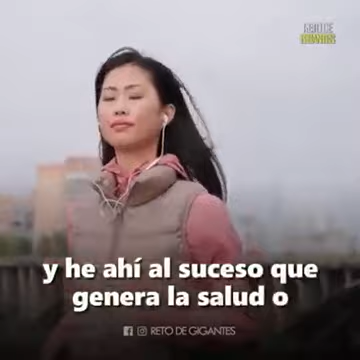 y he ahí al suceso que
genera la salud o
RETO DE GIGANTES